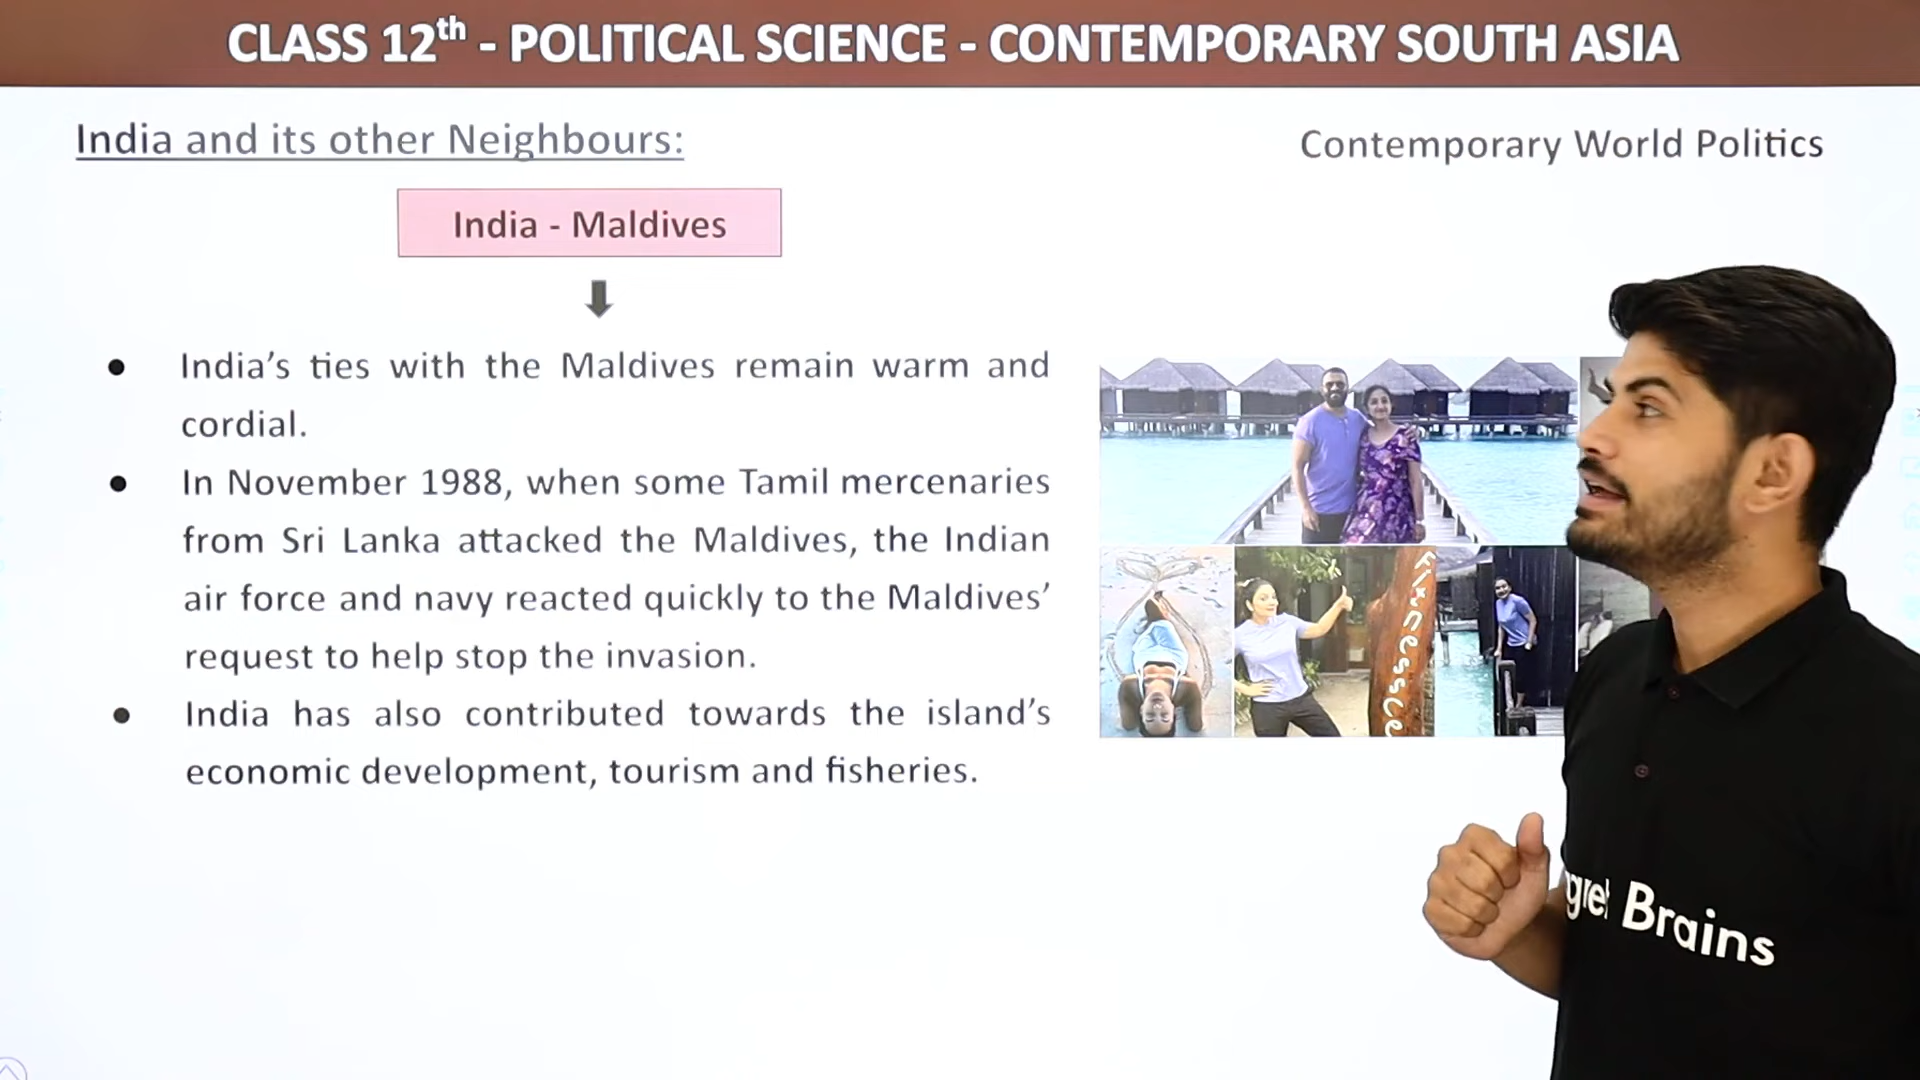 CLASS 12th - POLITICAL SCIENCE - CONTEMPORARY SOUTH ASIA
India and its other Neighbours:
Contemporary World Politics
India - Maldives
● India’s ties with the Maldives remain warm and
cordial.
● In November 1988, when some Tamil mercenaries
from Sri Lanka attacked the Maldives, the Indian
air force and navy reacted quickly to the Maldives’
request to help stop the invasion.
● India has also contributed towards the island’s
economic development, tourism and fisheries.
Brains